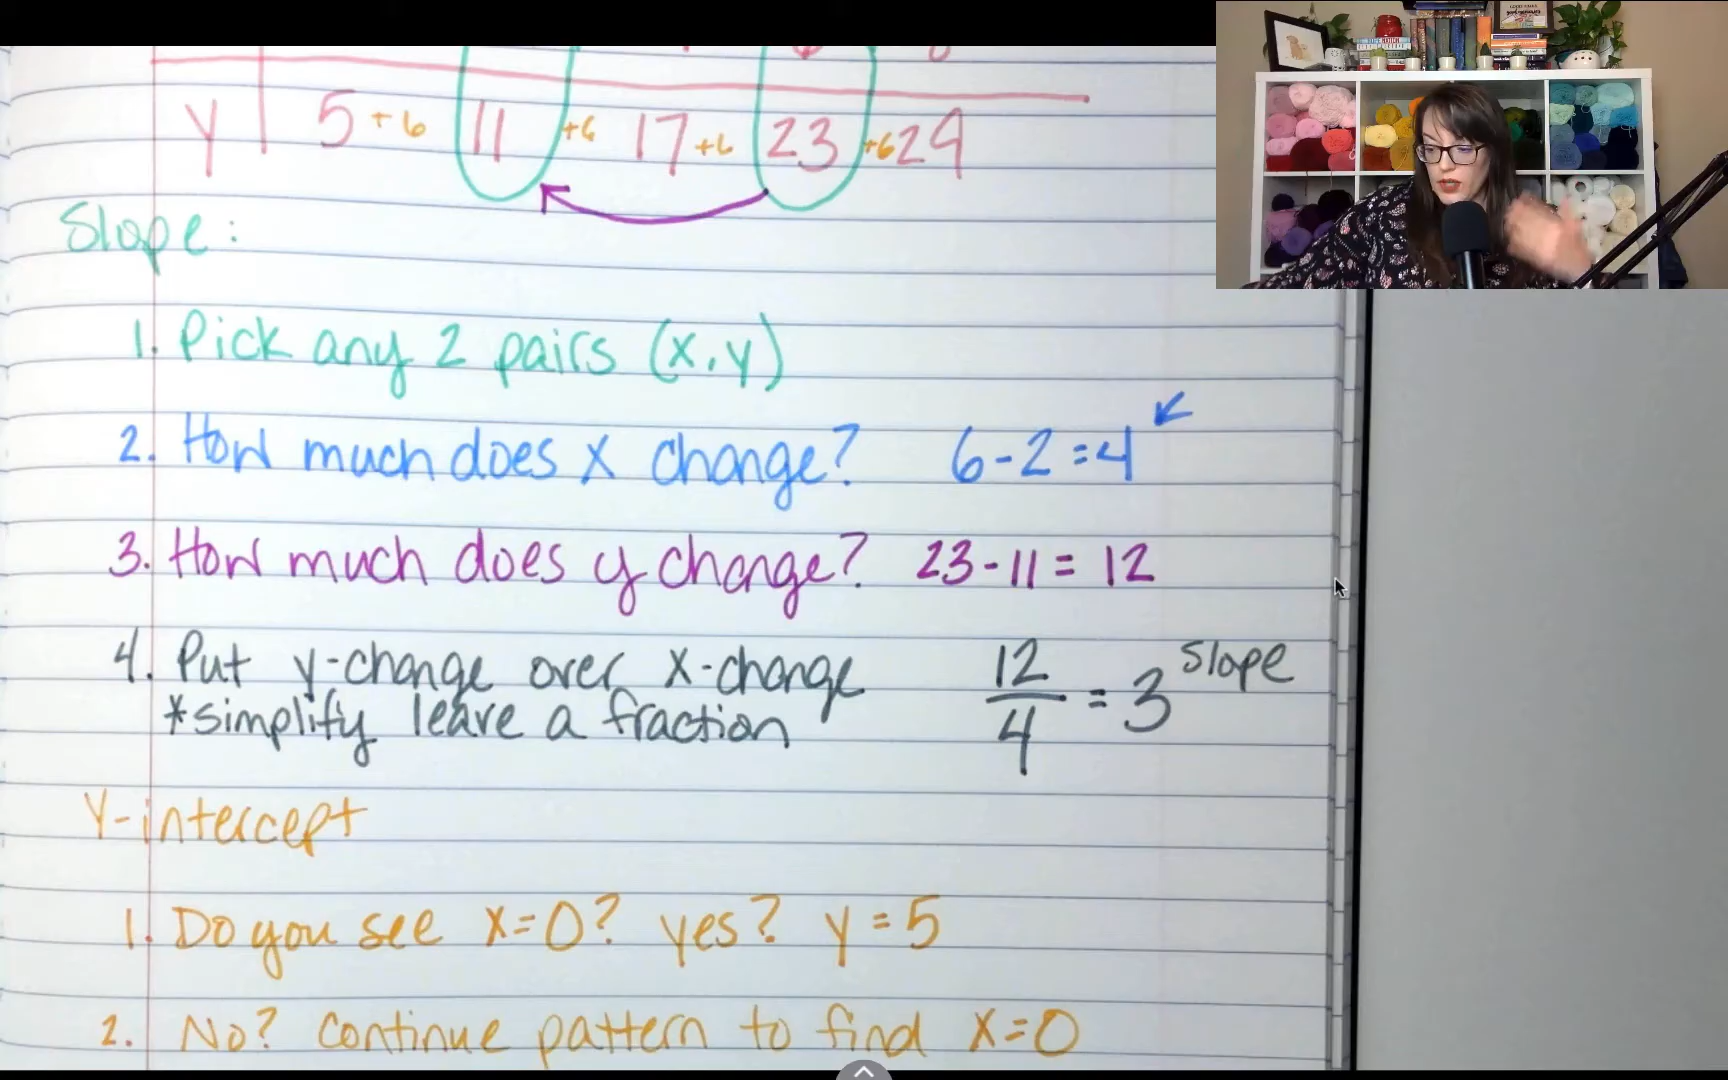 y 5 +6 11 +6 17 +6 23 +6 29
Slope:
1. Pick any 2 pairs (x,y)
2. How much does x change? 6-2=4
3. How much does y change? 23-11 = 12
4. Put y-change over x-change 12/4 = 3 slope
*simplify leave a fraction
Y-intercept
1. Do you see x=0? yes? y=5
2. No? Continue pattern to find x=0